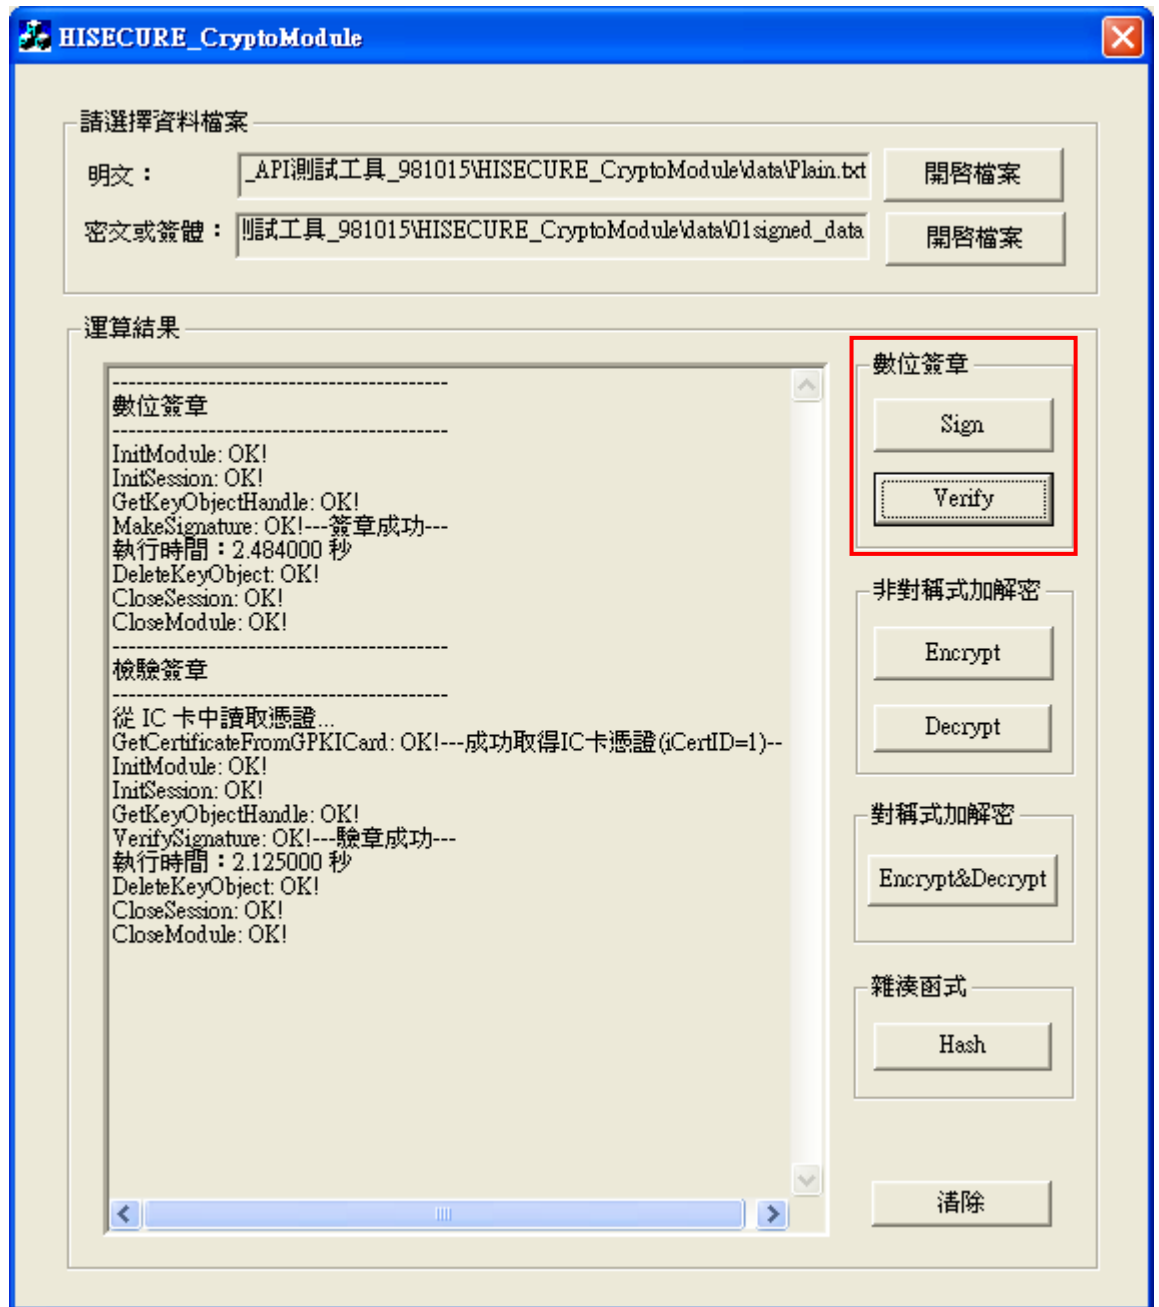 HISECURE_CryptoModule
請選擇資料檔案
明文：
_API測試工具_981015\HISECURE_CryptoModule\data\Plain.txt
開啓檔案
密文或簽體：
試工具_981015\HISECURE_CryptoModule\data\01signed_data
開啓檔案
運算結果
----------------------------------------
數位簽章
----------------------------------------
InitModule: OK!
InitSession: OK!
GetKeyObjectHandle: OK!
MakeSignature: OK!---簽章成功---
執行時間：2.484000 秒
DeleteKeyObject: OK!
CloseSession: OK!
CloseModule: OK!
----------------------------------------
檢驗簽章
----------------------------------------
從 IC 卡中讀取憑證...
GetCertificateFromGPKICard: OK!---成功取得IC卡憑證(iCertID=1)--
InitModule: OK!
InitSession: OK!
GetKeyObjectHandle: OK!
VerifySignature: OK!---驗章成功---
執行時間：2.125000 秒
DeleteKeyObject: OK!
CloseSession: OK!
CloseModule: OK!
數位簽章
Sign
Verify
非對稱式加解密
Encrypt
Decrypt
對稱式加解密
Encrypt&Decrypt
雜湊函式
Hash
清除